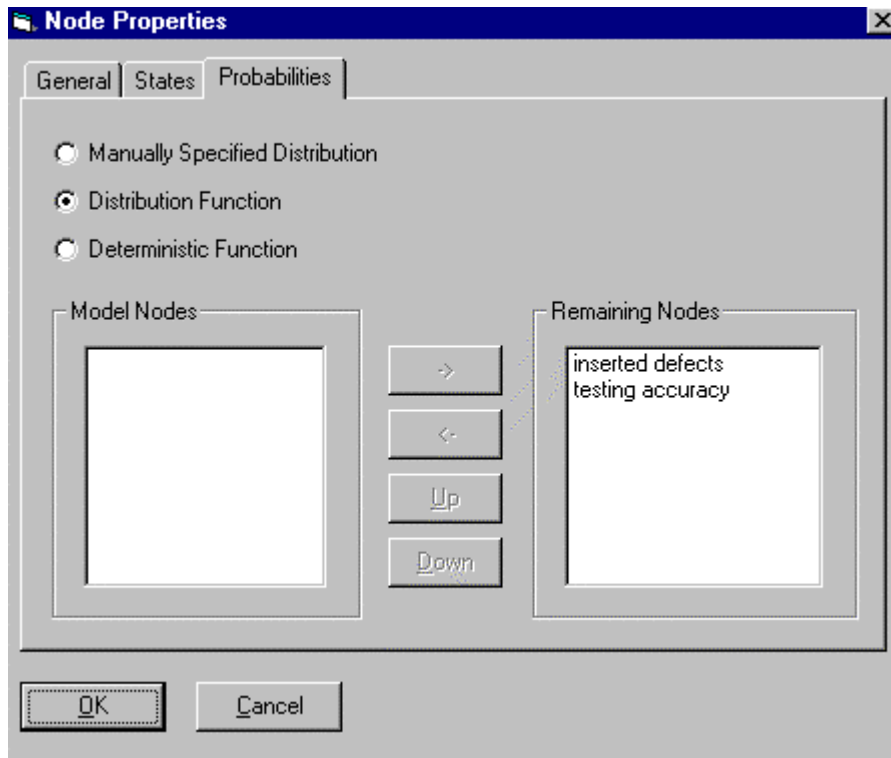 Node Properties
General States Probabilities
Manually Specified Distribution
Distribution Function
Deterministic Function
Model Nodes
Remaining Nodes
inserted defects
testing accuracy
->
<-
Up
Down
OK Cancel